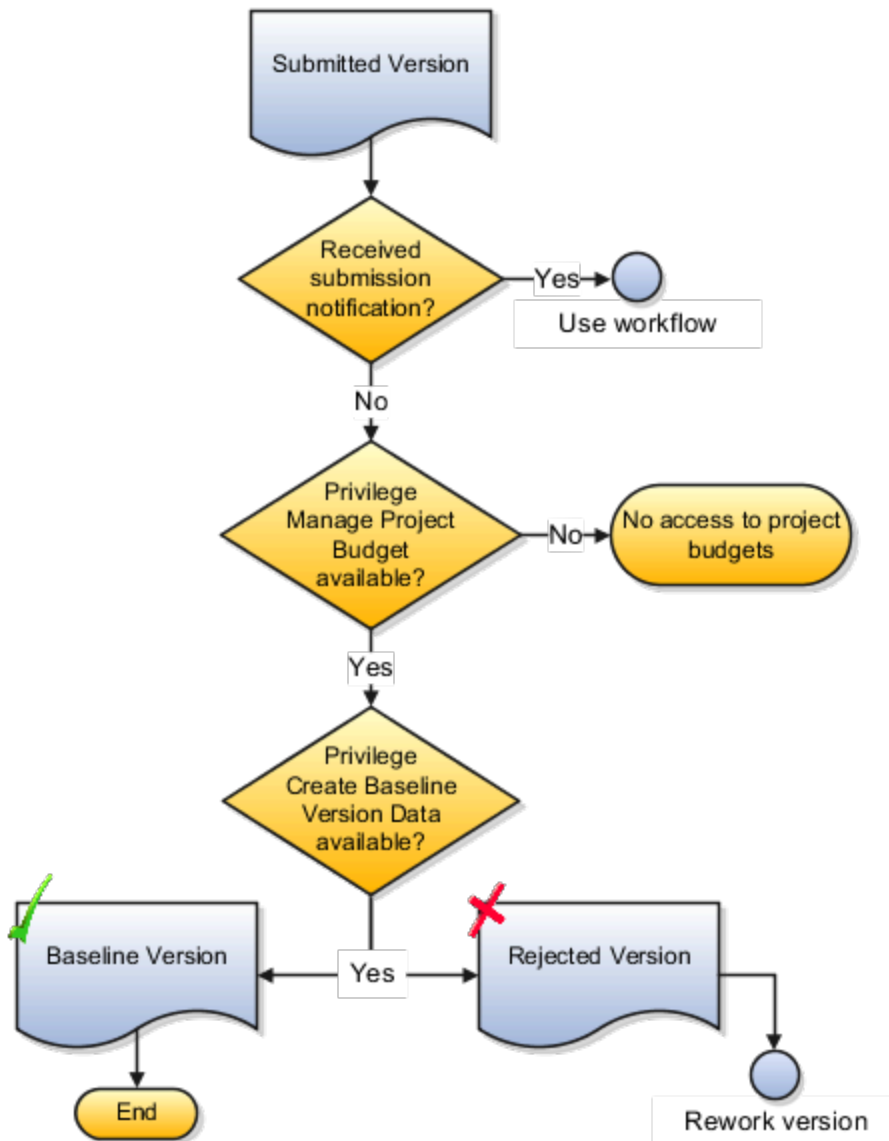 Submitted Version
Received
submission
notification?
Yes
Use workflow
No
Privilege
Manage Project
Budget
available?
No
No access to project
budgets
Yes
Privilege
Create Baseline
Version Data
available?
Baseline Version
Yes
Rejected Version
End
Rework version